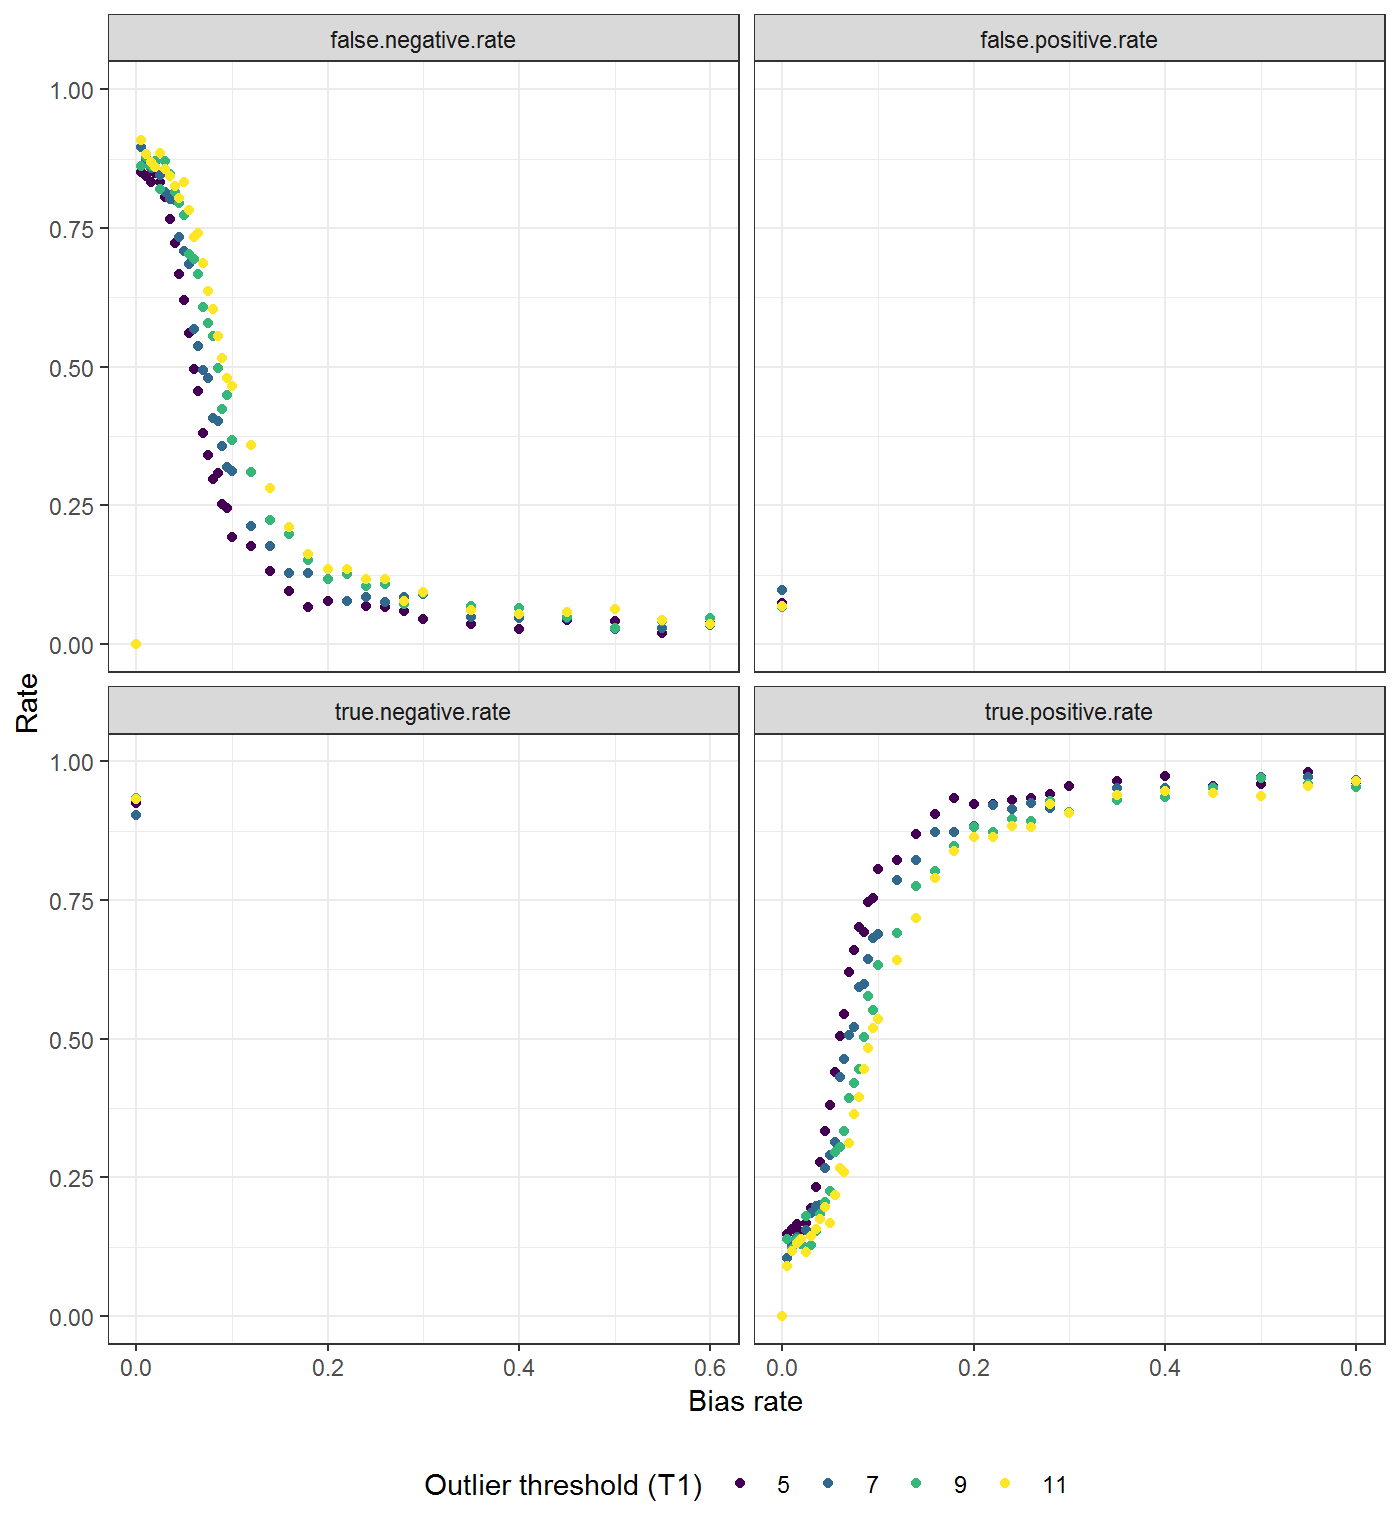 false.negative.rate
false.positive.rate
1.00
0.75
0.50
0.25
0.00
Rate
true.negative.rate
true.positive.rate
1.00
0.75
0.50
0.25
0.00
0.0 0.2 0.4 0.6 0.0 0.2 0.4 0.6
Bias rate
Outlier threshold (T1) 5 7 9 11